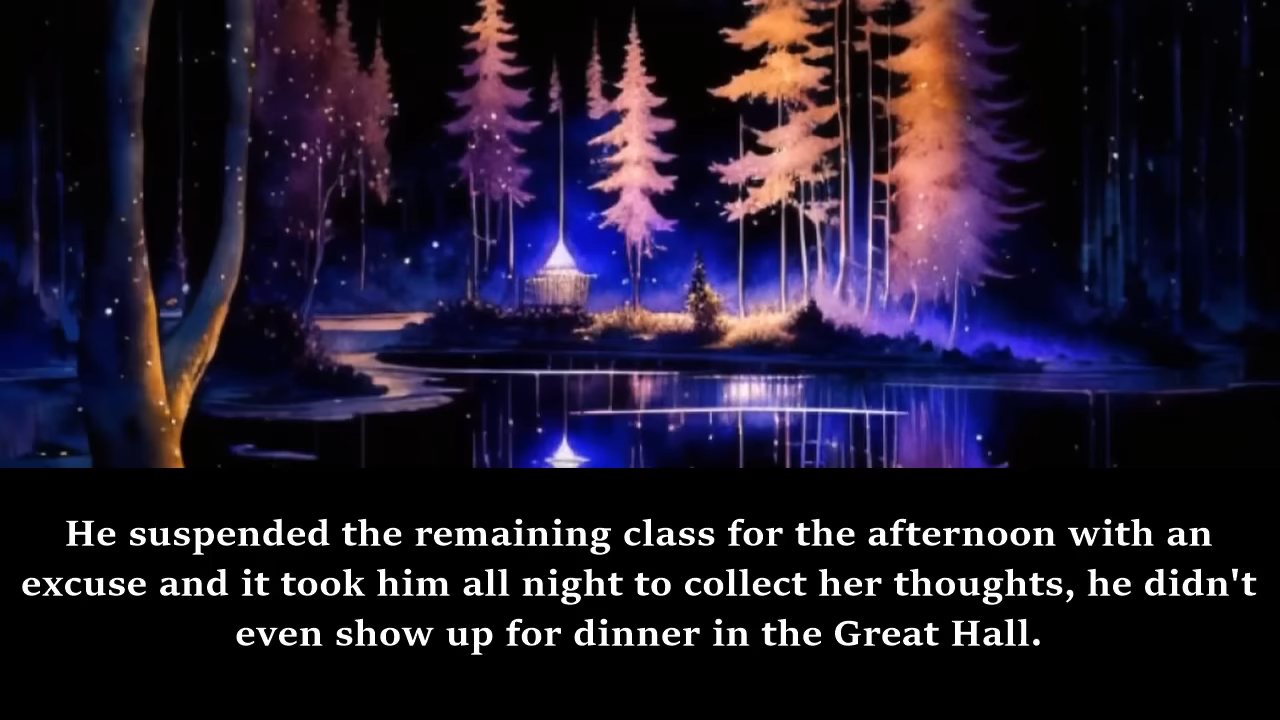 He suspended the remaining class for the afternoon with an
excuse and it took him all night to collect her thoughts, he didn't
even show up for dinner in the Great Hall.